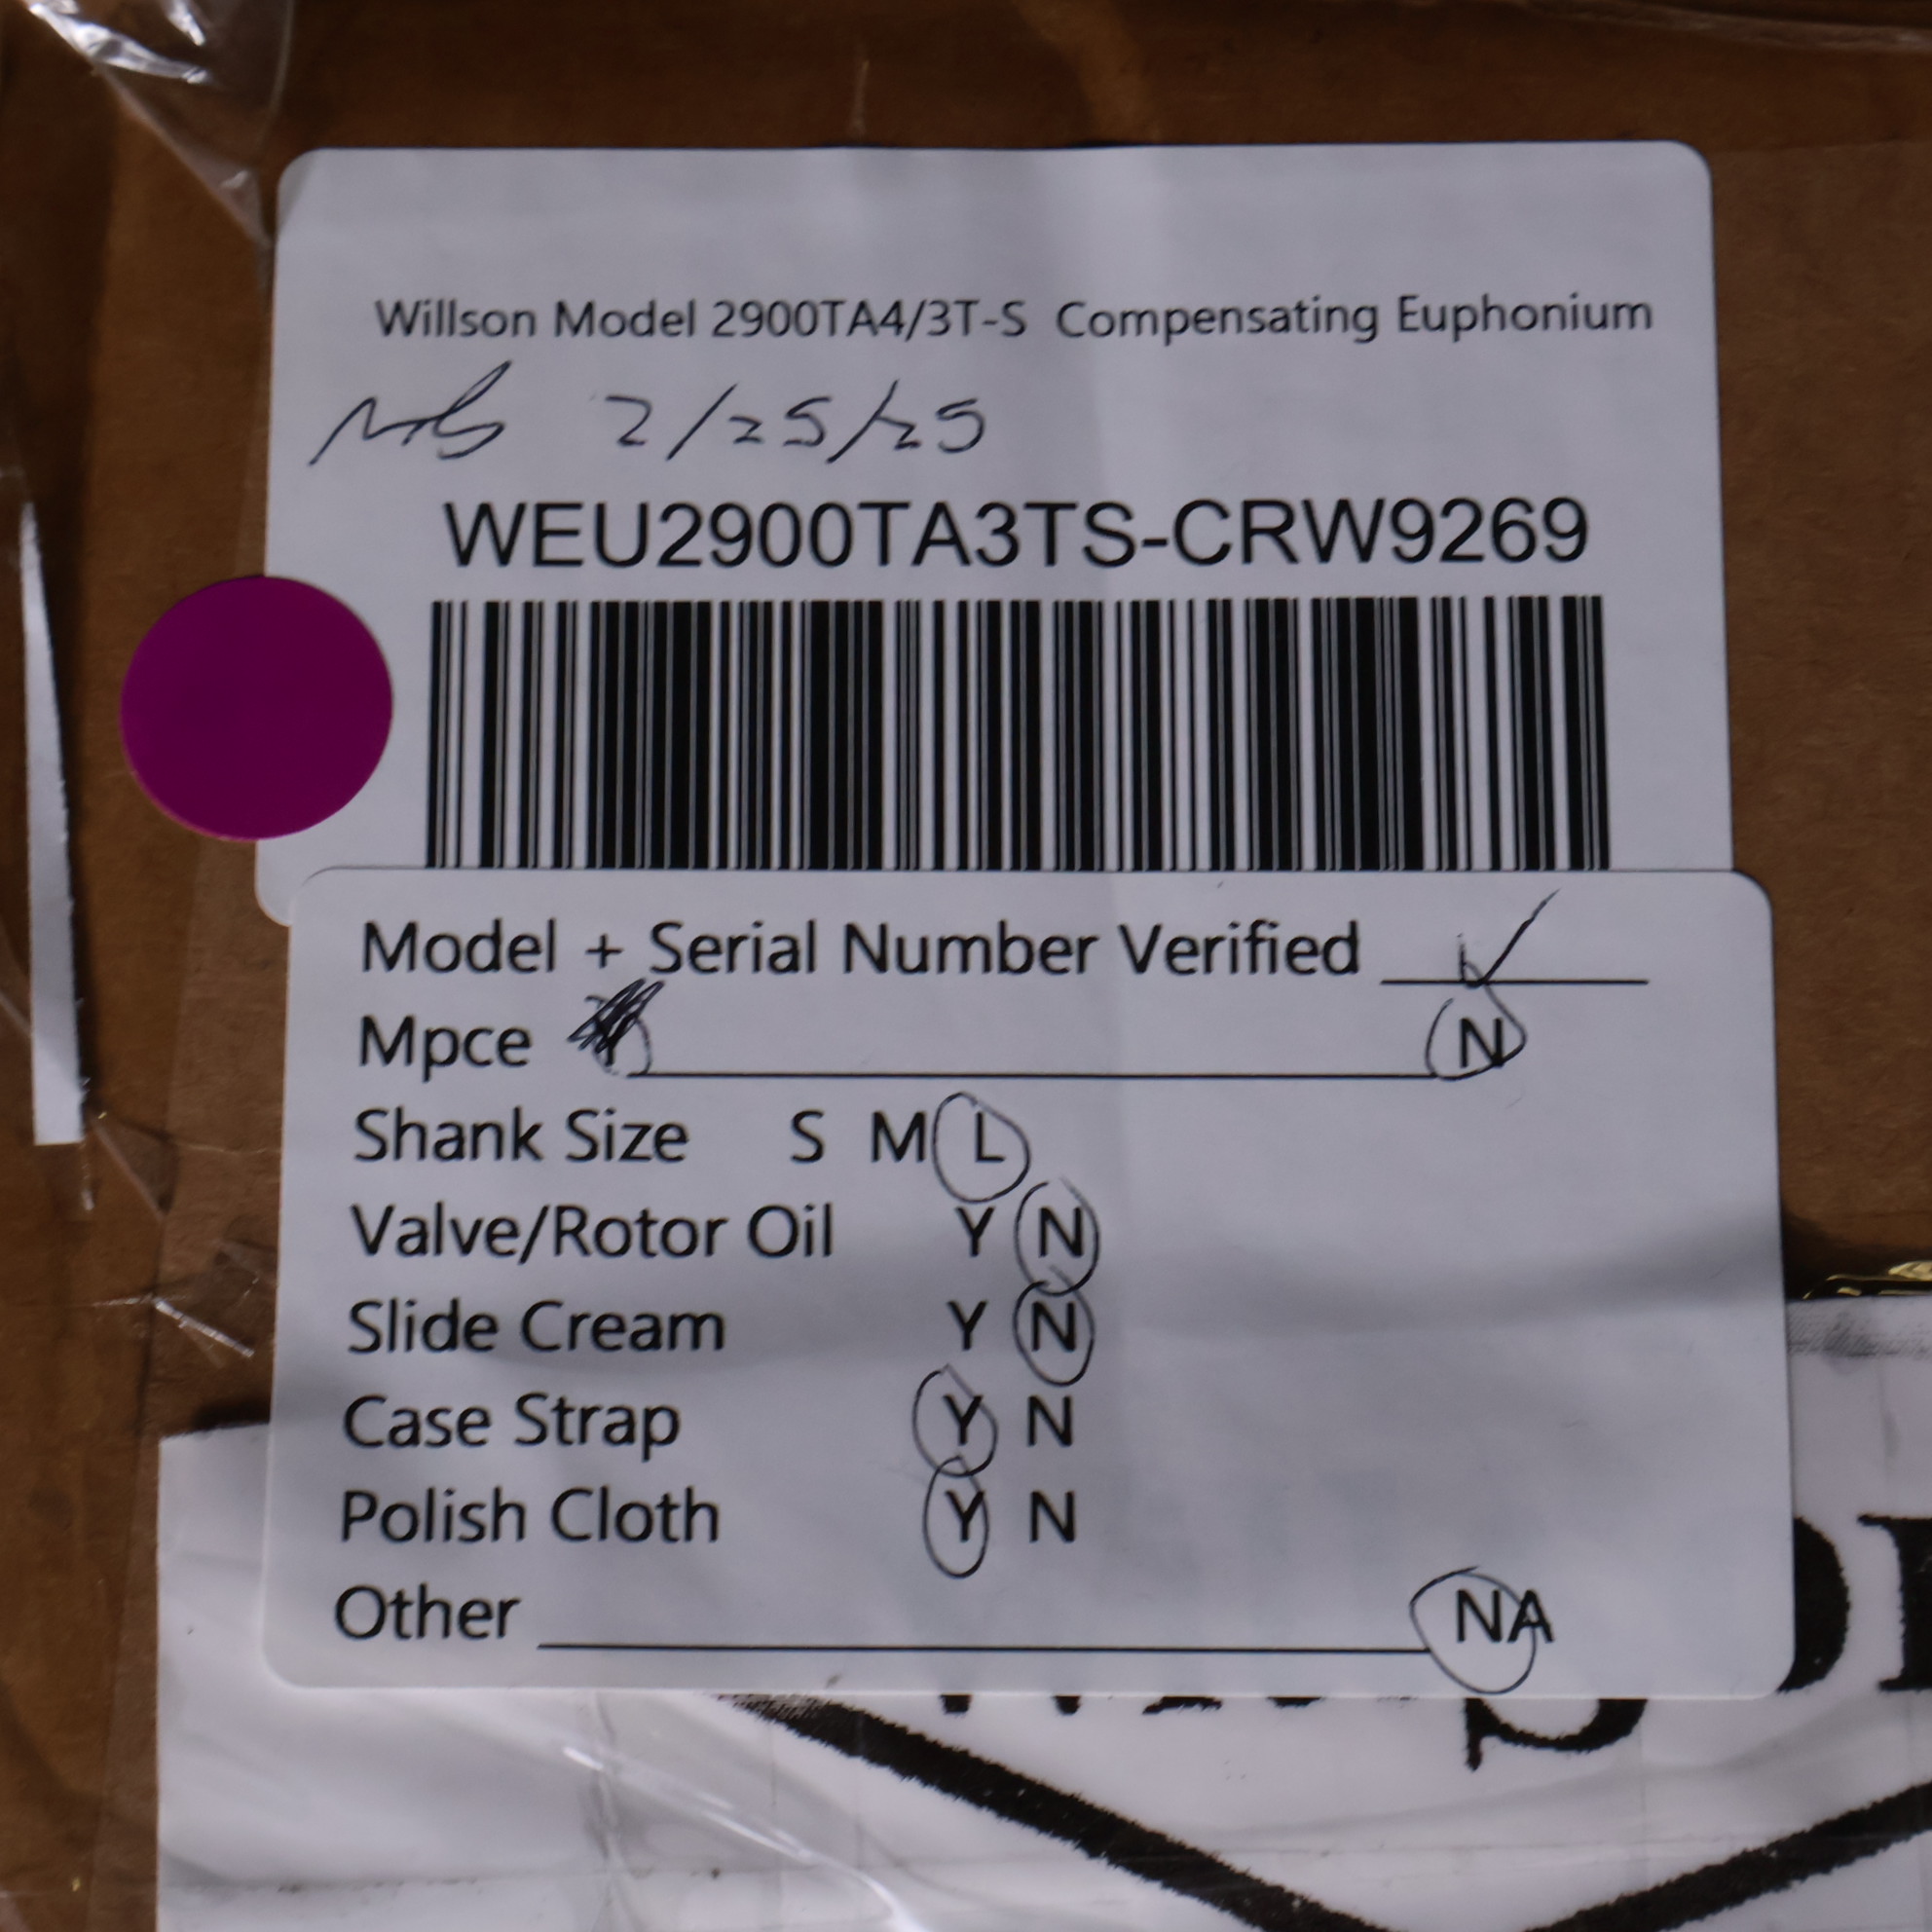 Willson Model 2900TA4/3T-S Compensating Euphonium
2/25/25
WEU2900TA3TS-CRW9269
Model + Serial Number Verified ✓
Mpce Y N
Shank Size S M L
Valve/Rotor Oil Y N
Slide Cream Y N
Case Strap Y N
Polish Cloth Y N
Other NA